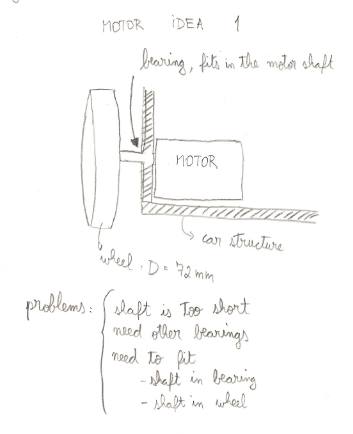 MOTOR iDEA 1
bearing, fits in the motor shaft
MOTOR
car structure
wheel. D = 72 mm
problems:
shaft is too short
need other bearings
need to fit
- shaft in bearing
- shaft in wheel